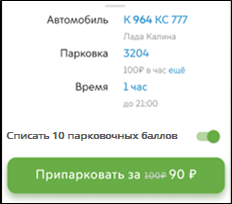 Автомобиль К 964 КС 777
Лада Калина
Парковка 3204
100₽ в час ещё
Время 1 час
до 21:00
Списать 10 парковочных баллов
Припарковать за 100₽ 90 ₽